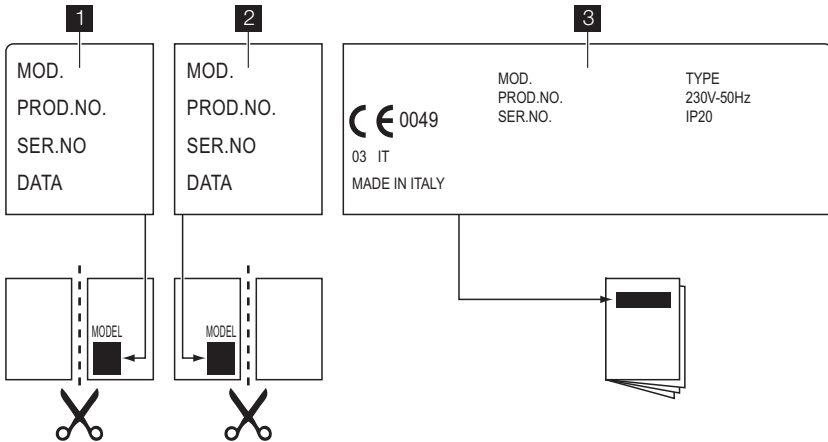 1
MOD.
PROD.NO.
SER.NO
DATA
2
MOD.
PROD.NO.
SER.NO
DATA
3
0049
03 IT
MADE IN ITALY
MOD.
PROD.NO.
SER.NO.
TYPE
230V-50Hz
IP20
MODEL
MODEL